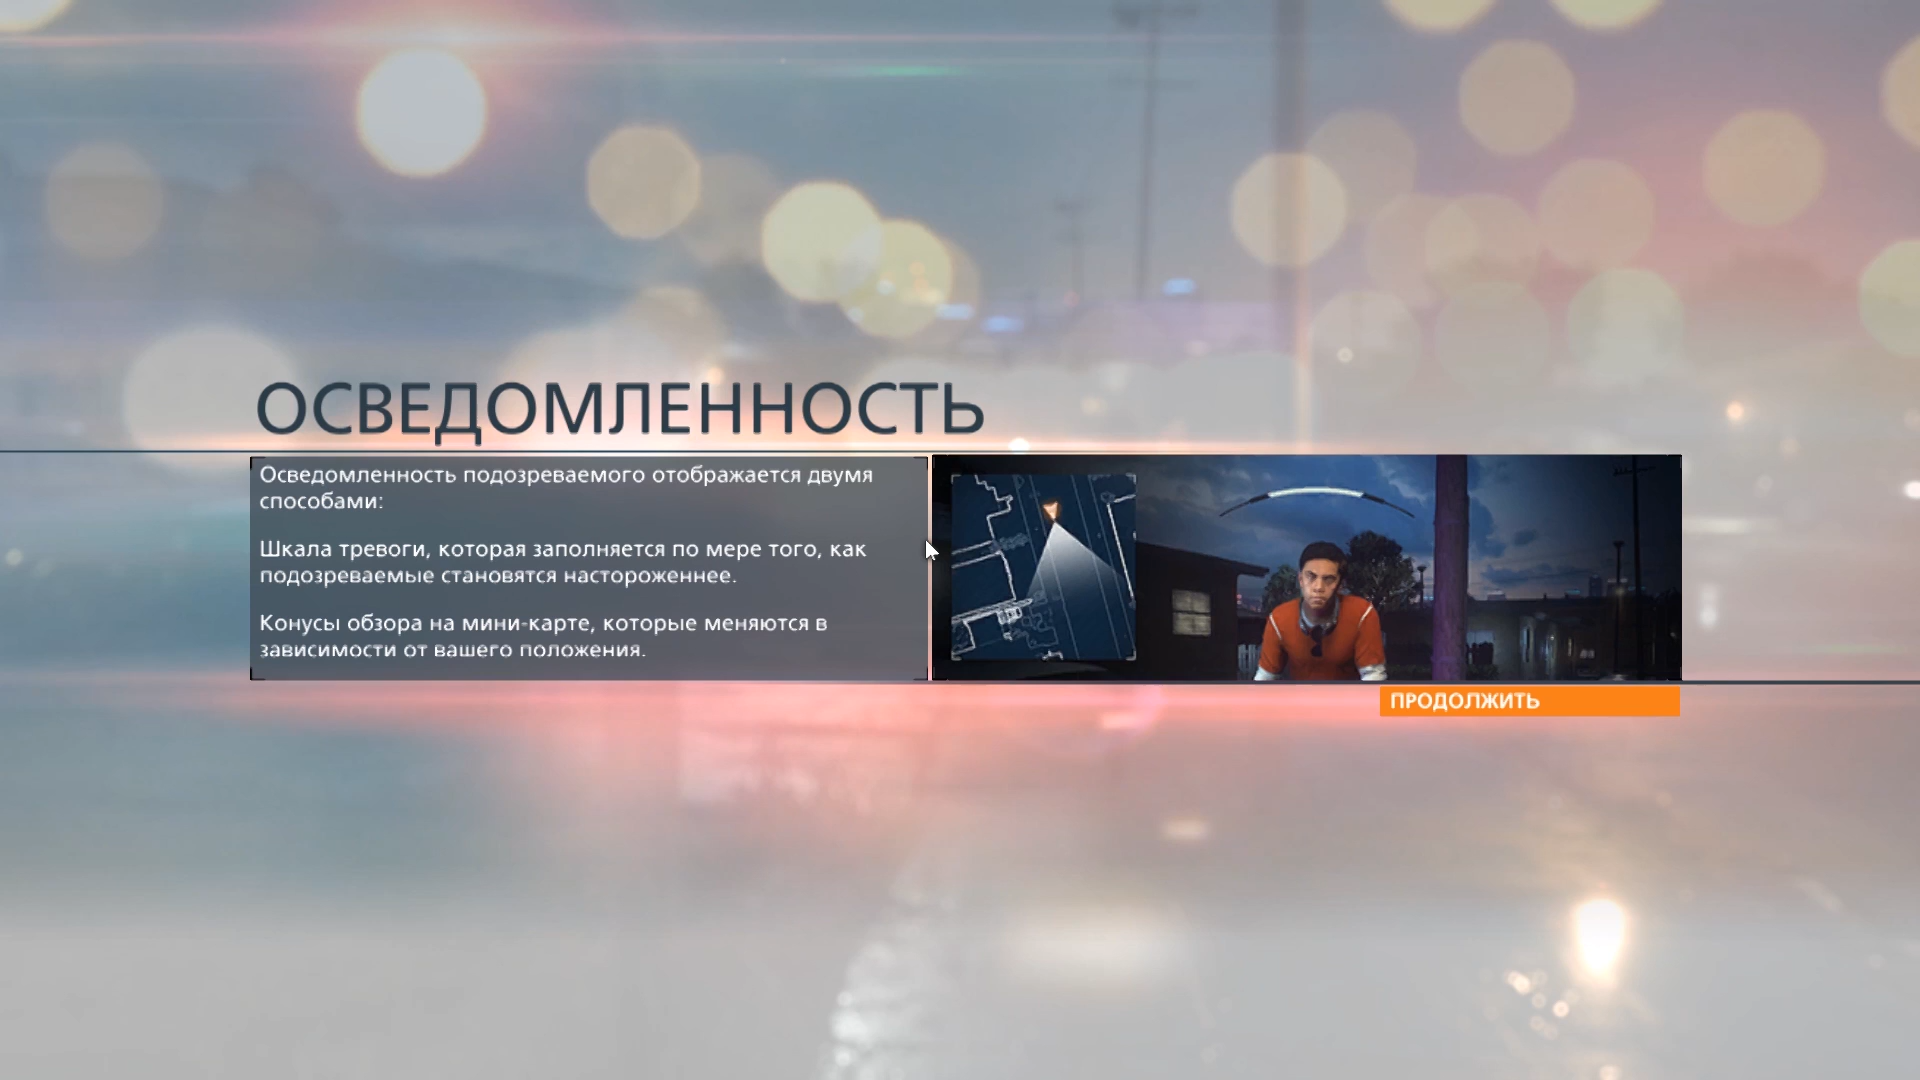 ОСВЕДОМЛЕННОСТЬ
Осведомленность подозреваемого отображается двумя
способами:
Шкала тревоги, которая заполняется по мере того, как
подозреваемые становятся настороженнее.
Конусы обзора на мини-карте, которые меняются в
зависимости от вашего положения.
ПРОДОЛЖИТЬ